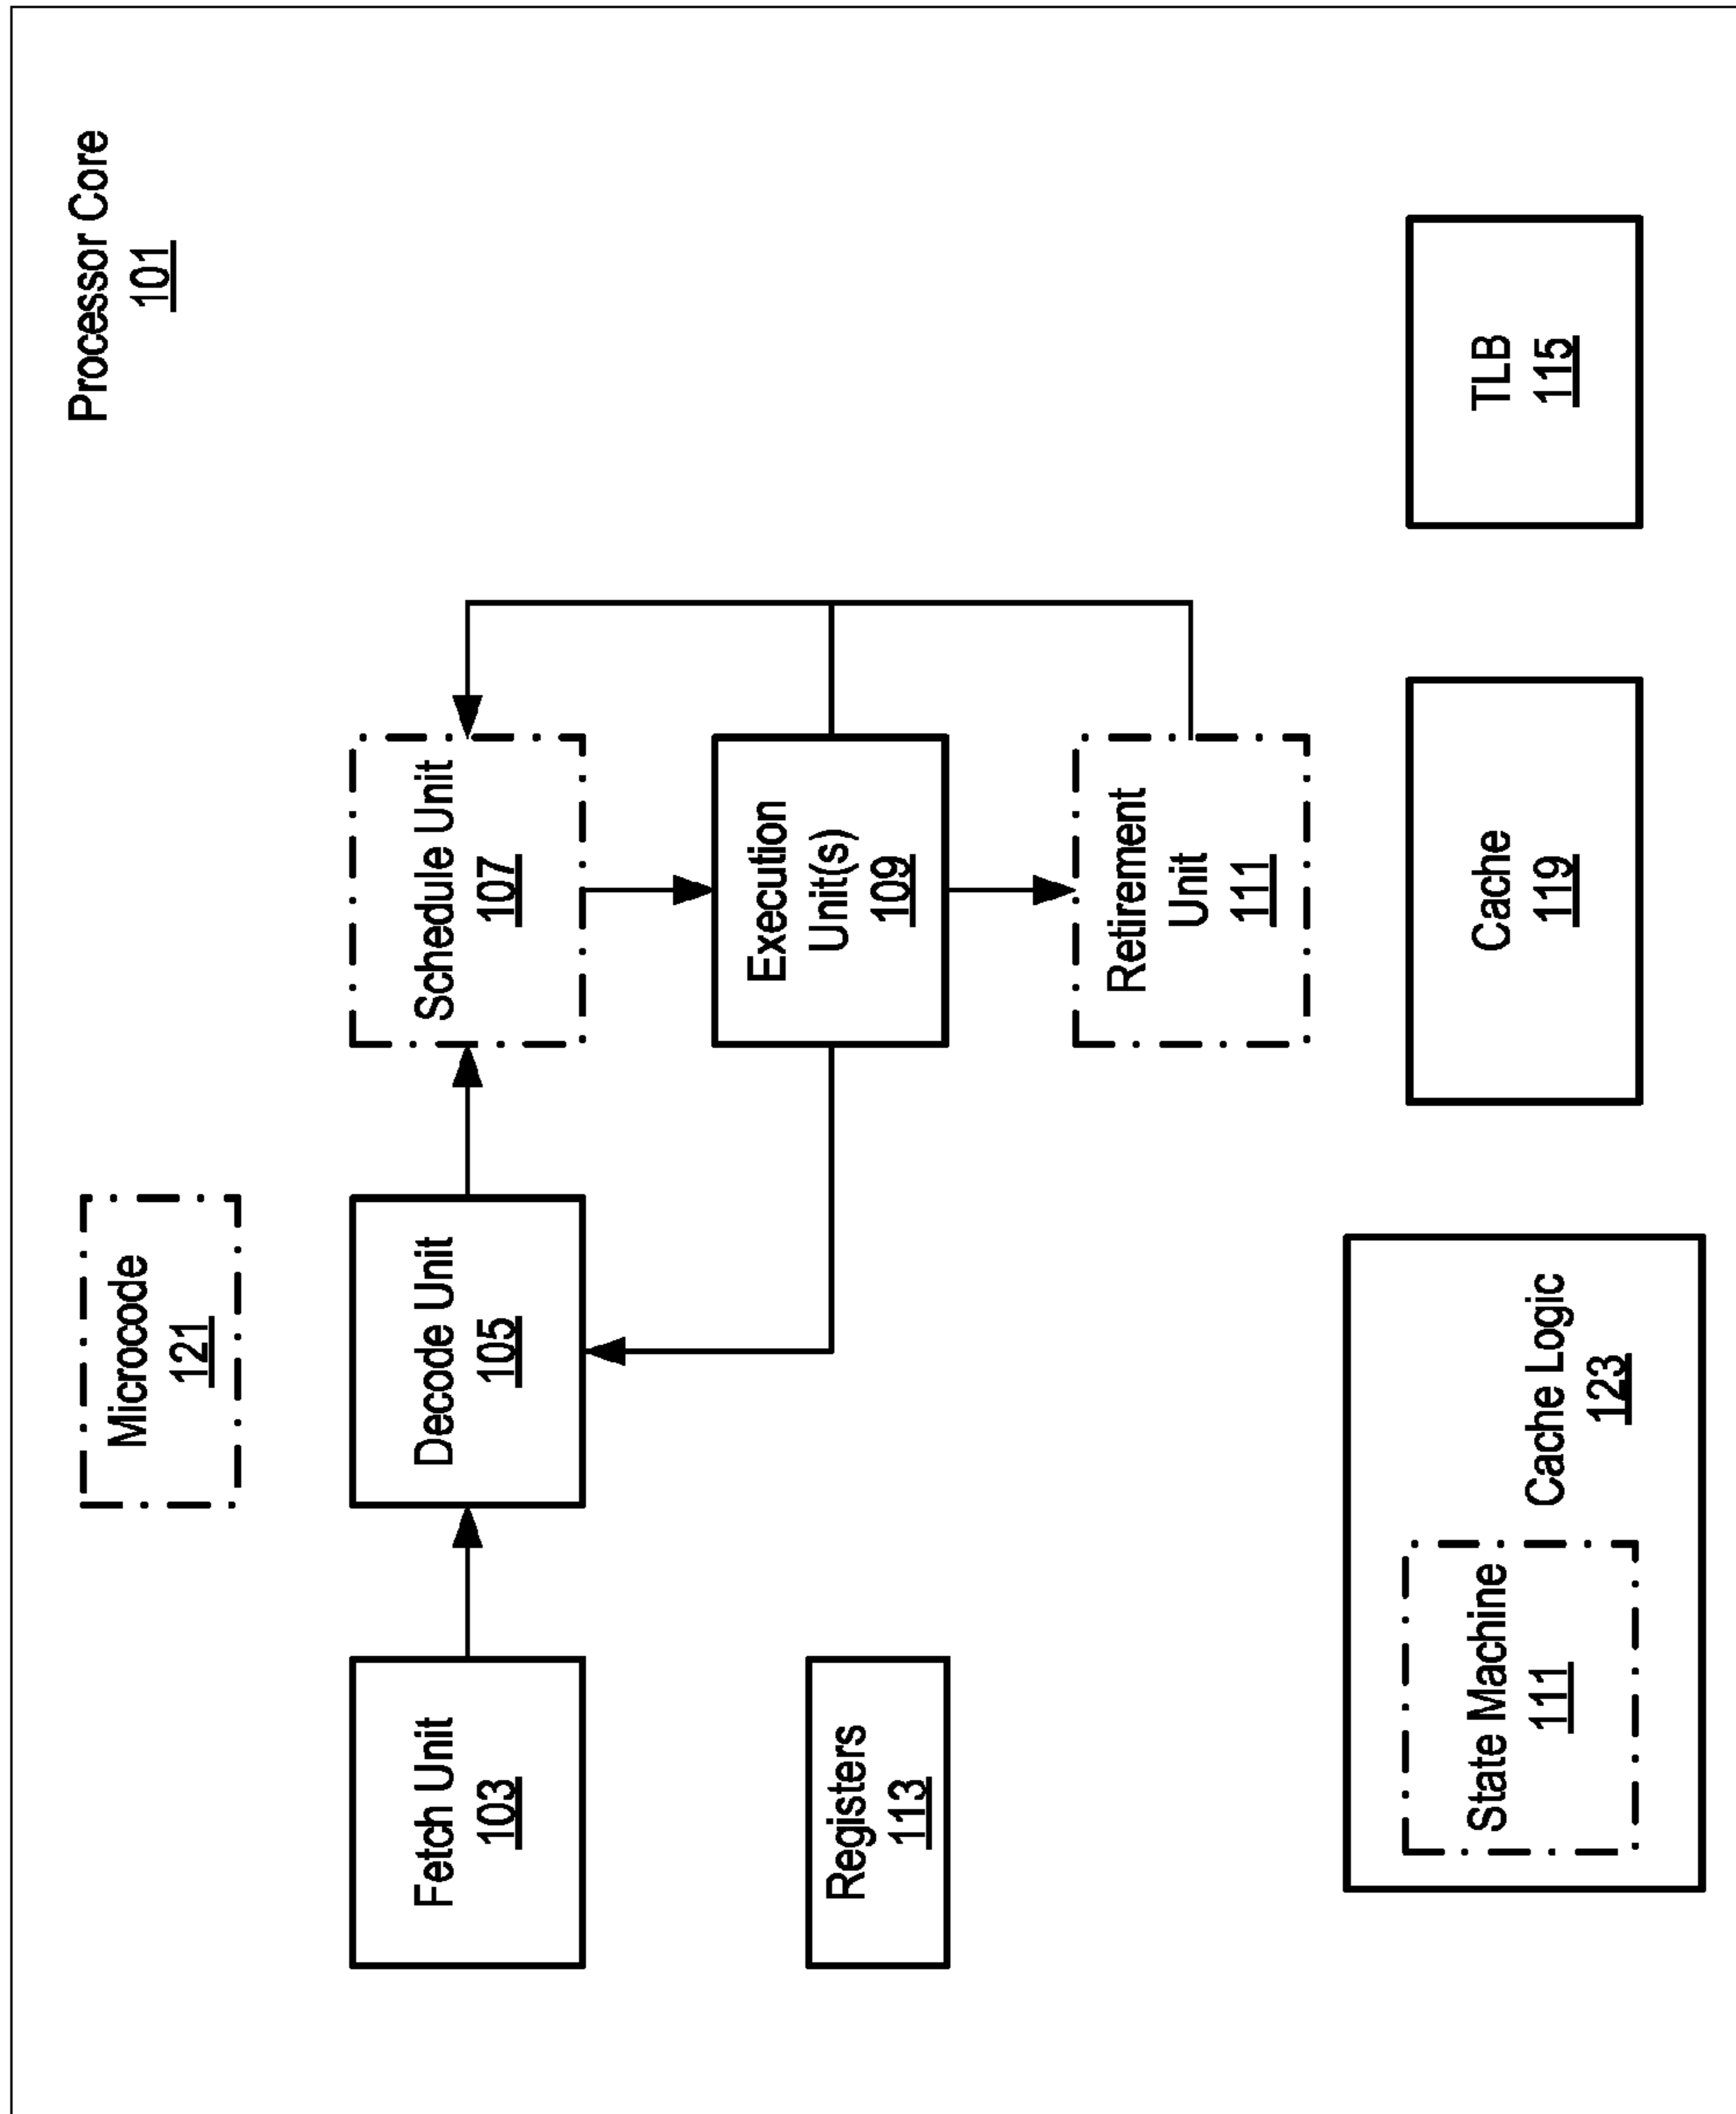 Processor Core
101
Microcode
121
Fetch Unit
103
Decode Unit
105
Schedule Unit
107
Registers
113
Execution
Unit(s)
109
Retirement
Unit
111
State Machine
111
Cache Logic
123
Cache
119
TLB
115